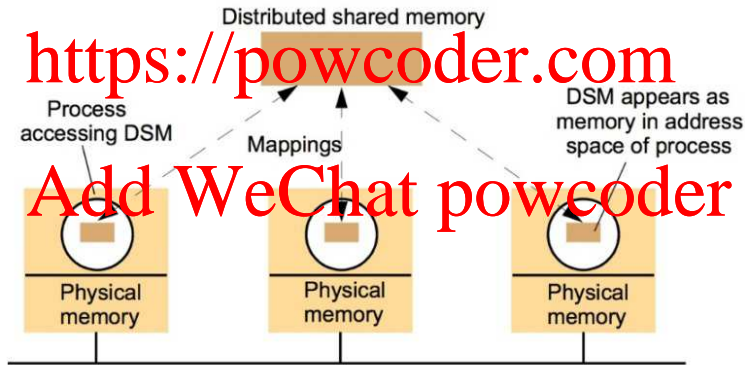 Distributed shared memory
https://powcoder.com
Process
accessing DSM
Mappings
DSM appears as
memory in address
space of process
Add WeChat powcoder
Physical
memory
Physical
memory
Physical
memory